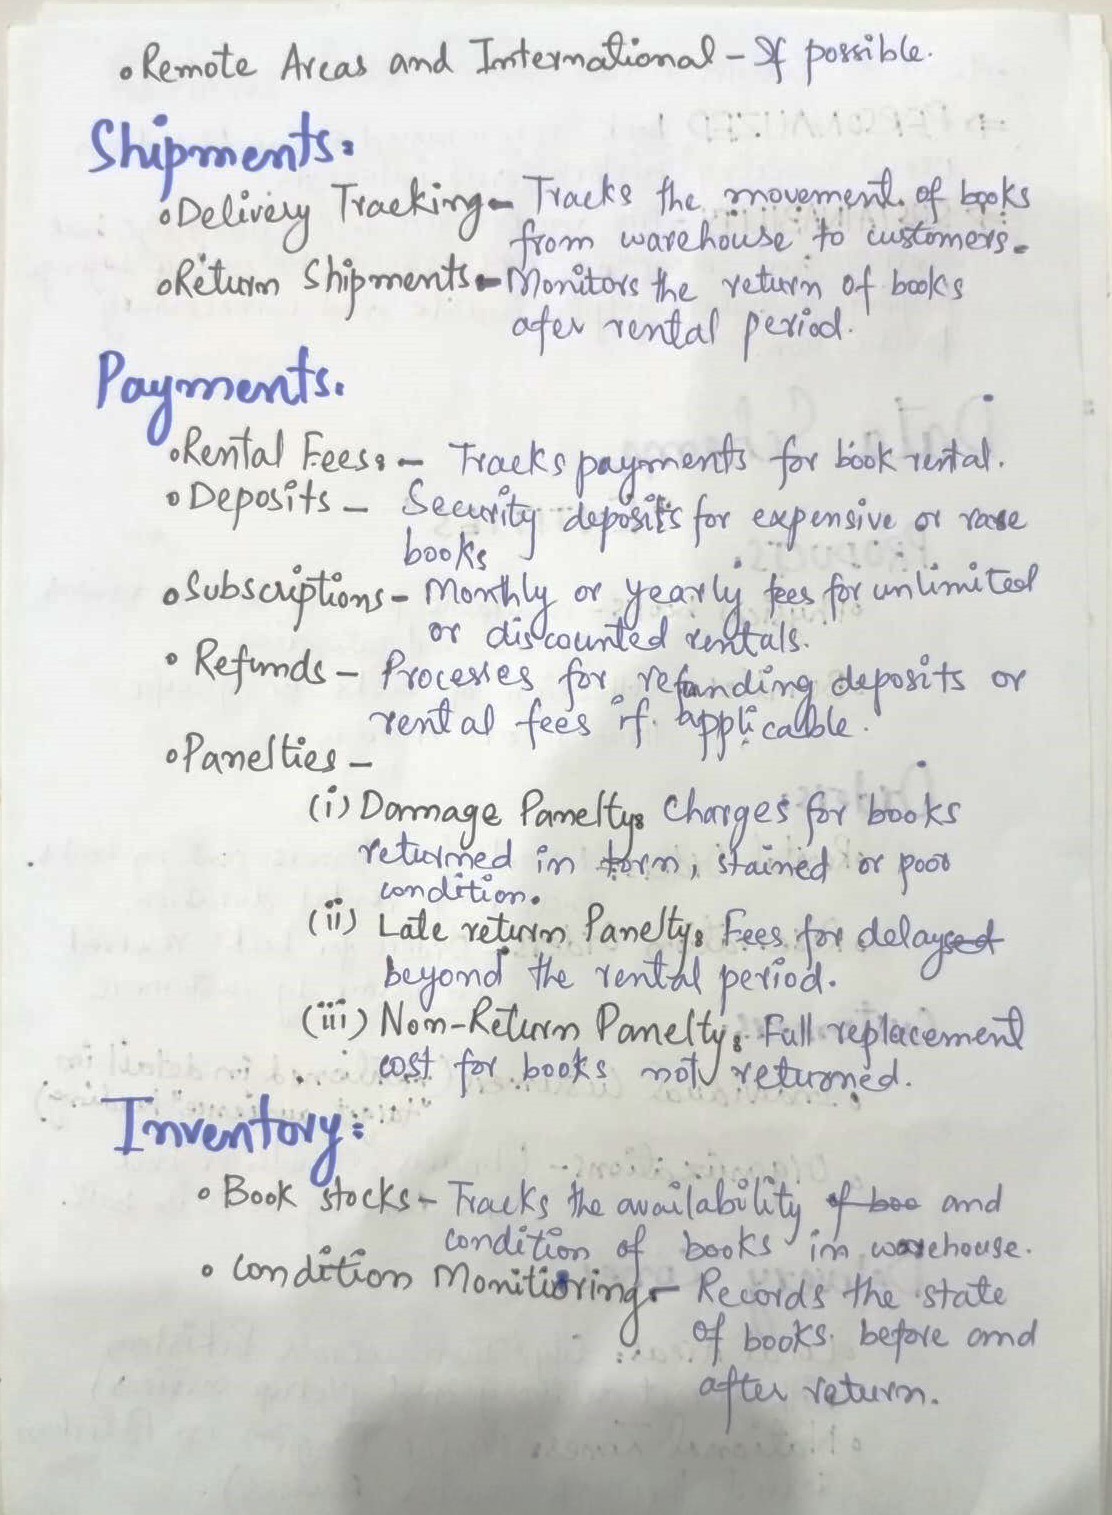 • Remote Areas and International - If possible.
Shipments:
• Delivery Tracking - Tracks the movement of books
from warehouse to customers.
• Return Shipments - Monitors the return of books
afer rental period.
Payments:
• Rental Fees: - Tracks payments for book rental.
• Deposits - Security deposits for expensive or rare
books
• Subscriptions - Monthly or yearly fees for unlimited
or discounted rentals.
• Refunds - Processes for refunding deposits or
rental fees if applicable.
• Panelties -
(i) Damage Panelty: Charges for books
returned in torn, stained or poor
condition.
(ii) Late return Panelty: Fees for delayed
beyond the rental period.
(iii) Non-Return Panelty: Full replacement
cost for books not returned.
Inventory:
• Book stocks - Tracks the availability of boo and
condition of books in warehouse.
• Condition Monitioring - Records the state
of books before and
after return.